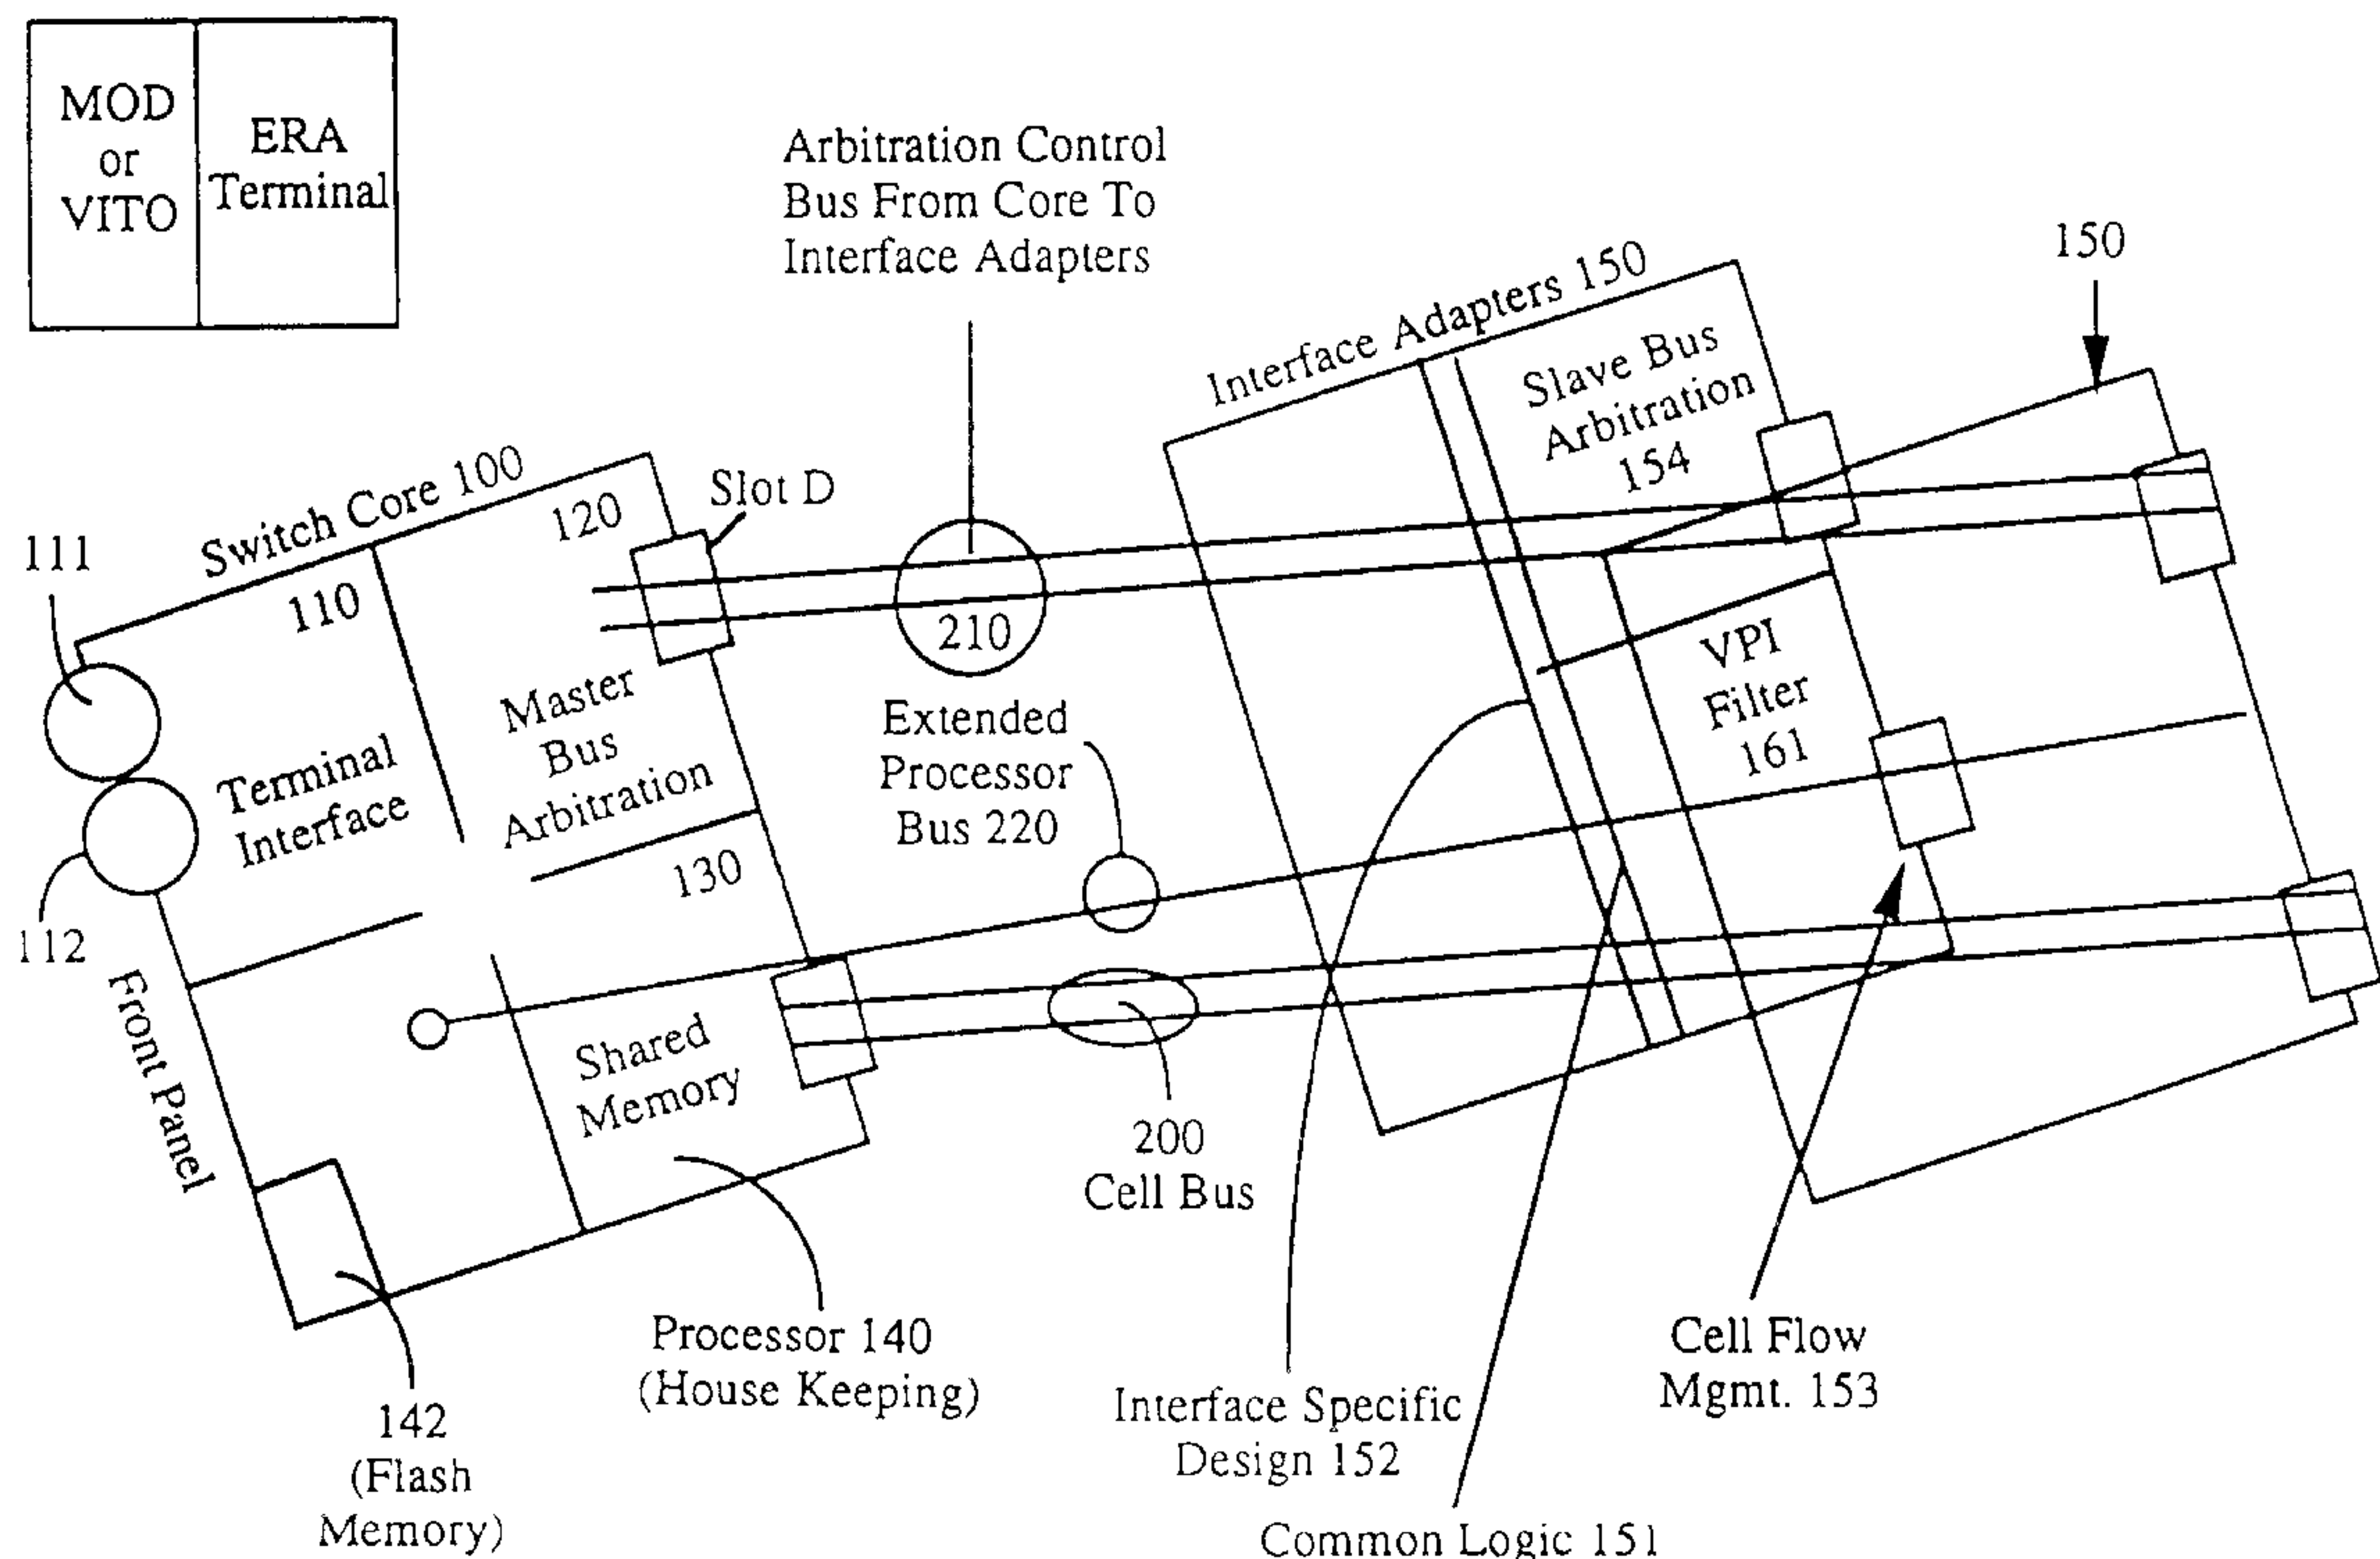 MOD
or
VITO
ERA
Terminal
Arbitration Control
Bus From Core To
Interface Adapters
150
Interface Adapters 150
Slave Bus
Arbitration
154
Switch Core 100
120
Slot D
111
110
210
Master
Bus
Arbitration
Extended
Processor
Bus 220
VPI
Filter
161
Terminal
Interface
130
112
Front Panel
Shared
Memory
200
Cell Bus
Processor 140
(House Keeping)
Cell Flow
Mgmt. 153
142
(Flash
Memory)
Interface Specific
Design 152
Common Logic 151